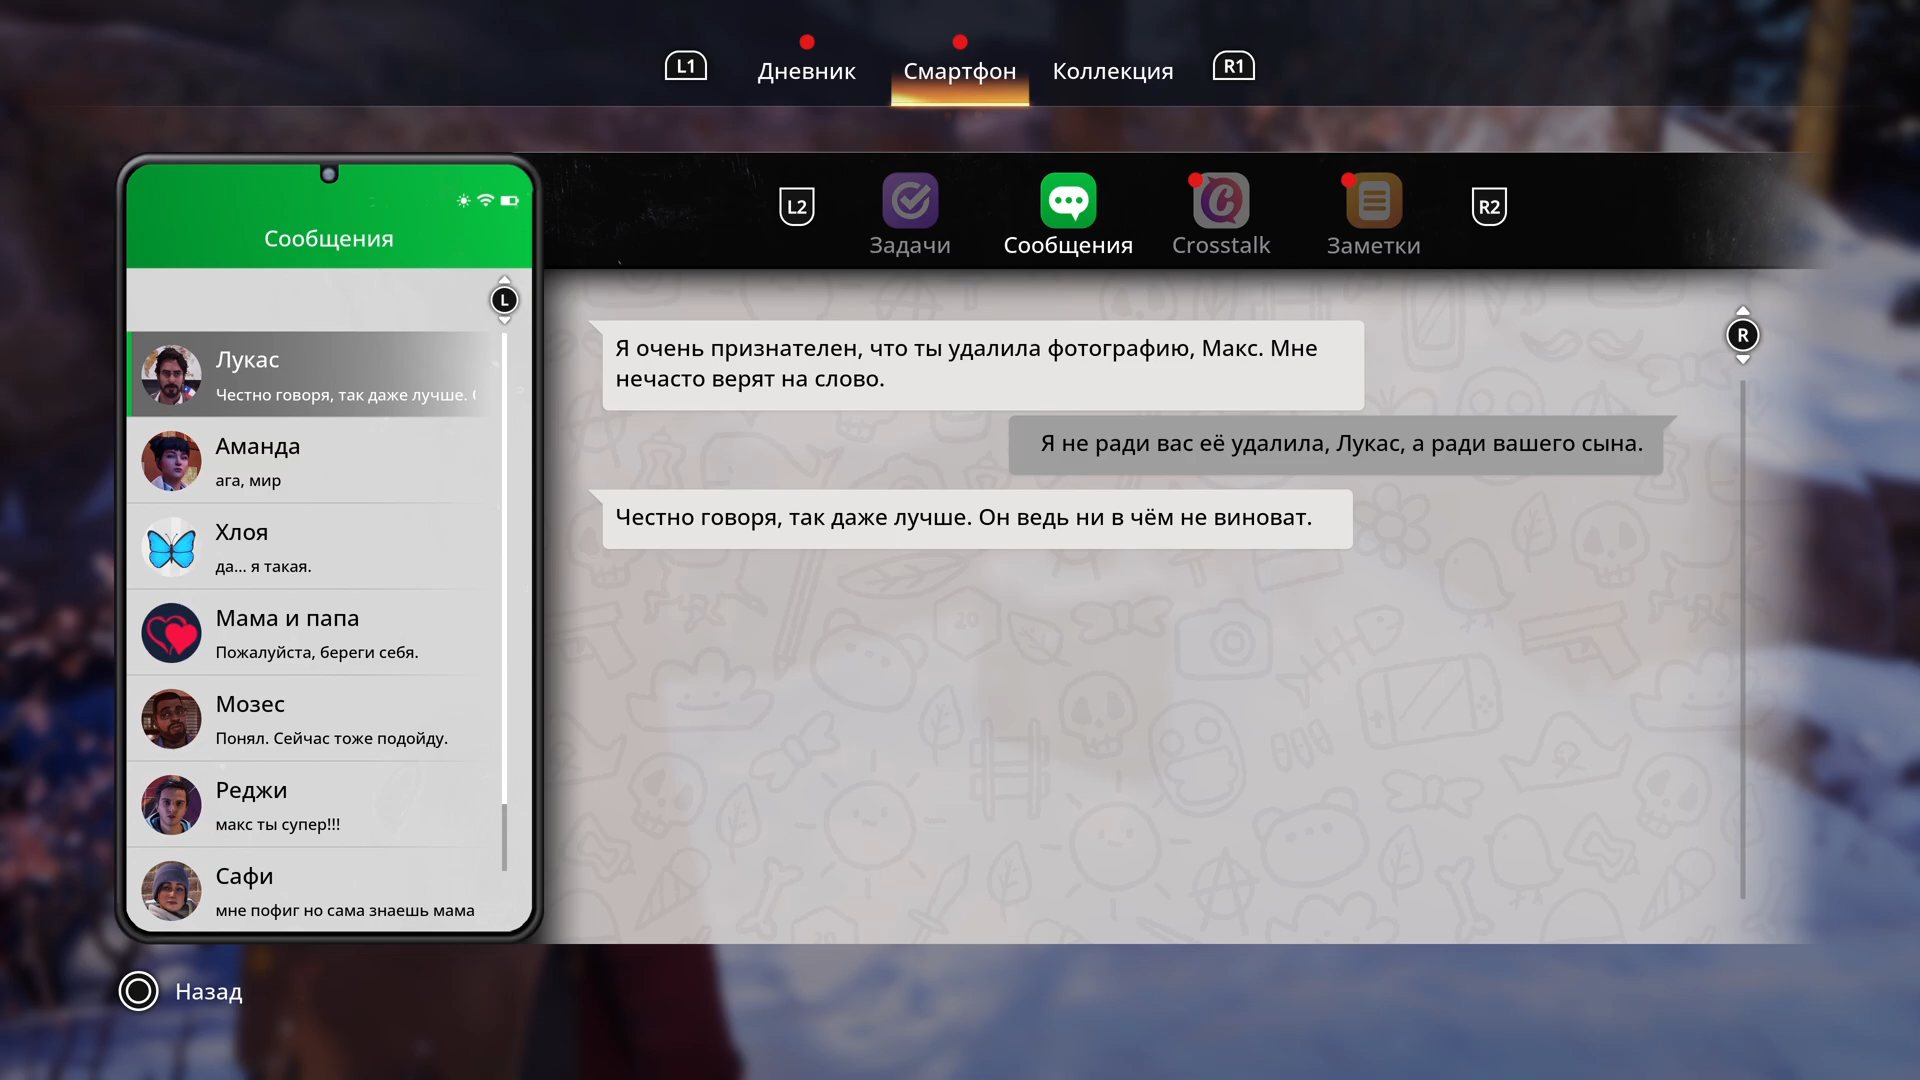 L1
Дневник
Смартфон
Коллекция
R1
Сообщения
L2
Задачи
Сообщения
Crosstalk
Заметки
R2
L
Лукас
Честно говоря, так даже лучше.
Аманда
ага, мир
Хлоя
да... я такая.
Мама и папа
Пожалуйста, береги себя.
Мозес
Понял. Сейчас тоже подойду.
Реджи
макс ты супер!!!
Сафи
мне пофиг но сама знаешь мама
Я очень признателен, что ты удалила фотографию, Макс. Мне
нечасто верят на слово.
Я не ради вас её удалила, Лукас, а ради вашего сына.
Честно говоря, так даже лучше. Он ведь ни в чём не виноват.
R
Назад